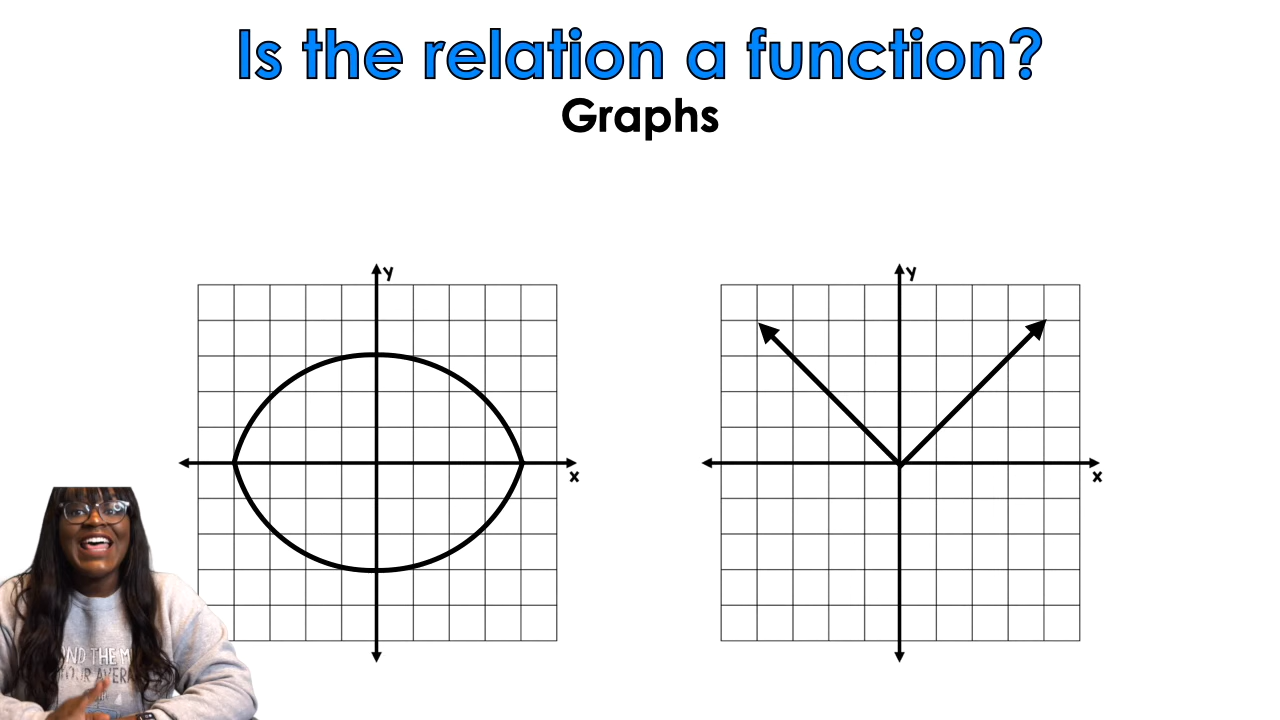 Is the relation a function?
Graphs
y
x
y
x